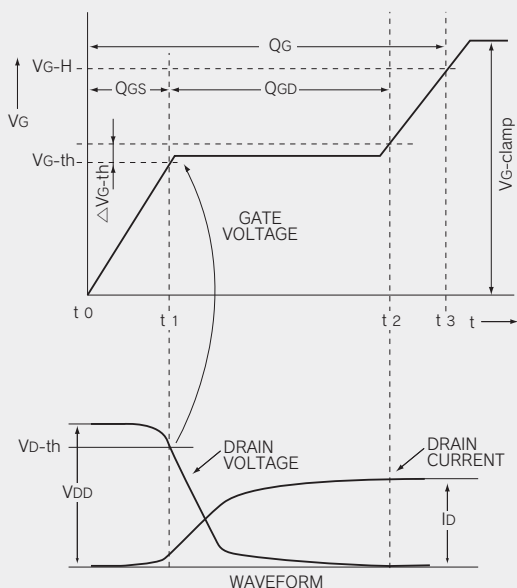 QG
VG-H
QGS
QGD
VG
VG-th
△VG-th
VG-clamp
GATE
VOLTAGE
t 0
t 1
t 2
t 3
t
VD-th
DRAIN
VOLTAGE
DRAIN
CURRENT
VDD
ID
WAVEFORM